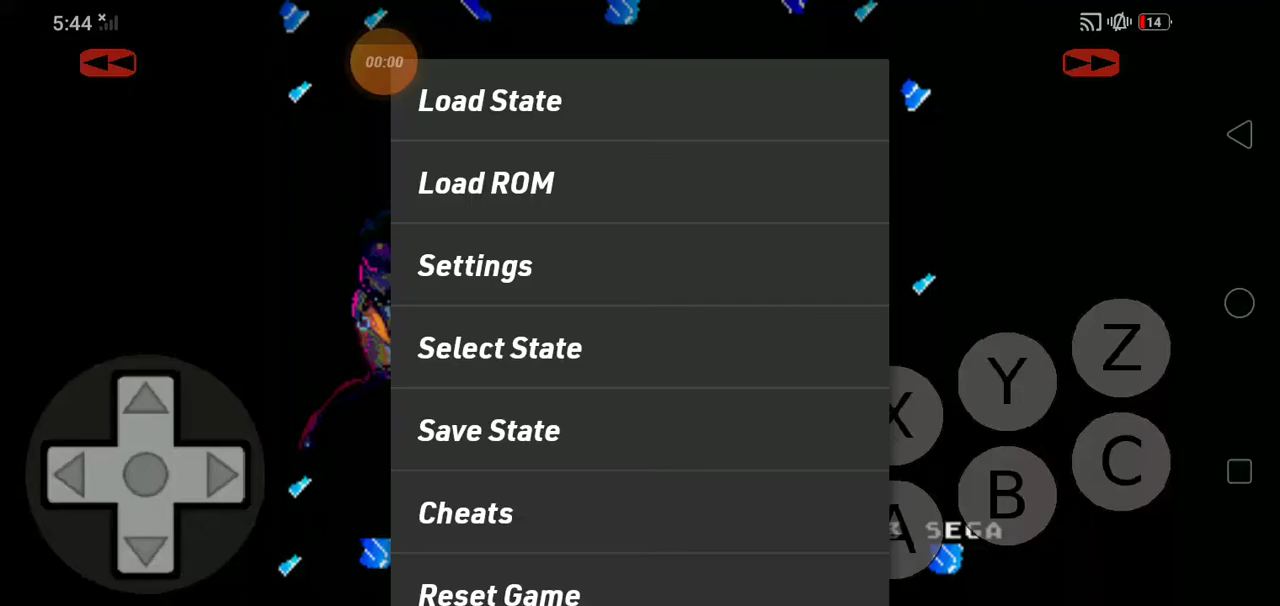 5:44
14
00:00
Load State
Load ROM
Settings
Select State
Save State
Cheats
Reset Game
X
Y
Z
A
B
C
SEGA